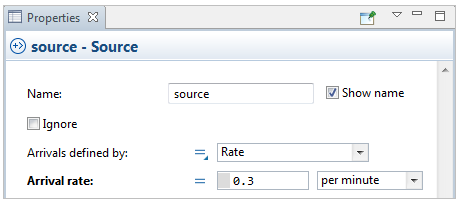 Properties
source - Source
Name: source Show name
Ignore
Arrivals defined by: = Rate
Arrival rate: = 0.3 per minute